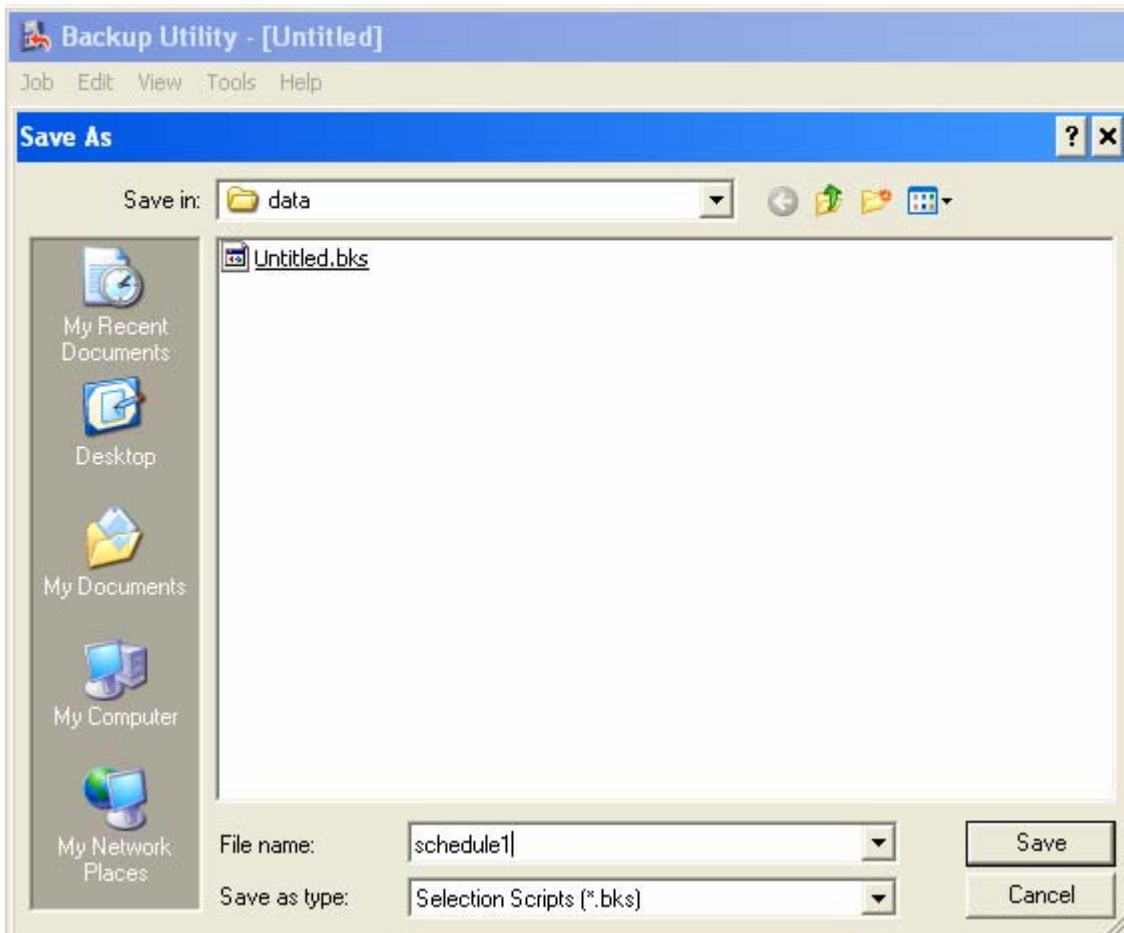 Backup Utility - [Untitled]
Job Edit View Tools Help
Save As
Save in: data
Untitled.bks
My Recent
Documents
Desktop
My Documents
My Computer
My Network
Places
File name: schedule1 Save
Save as type: Selection Scripts (*.bks) Cancel